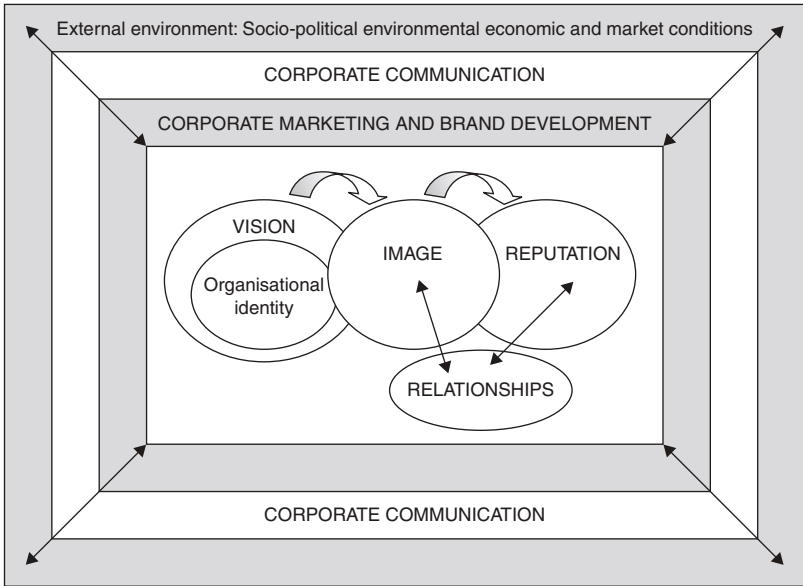 External environment: Socio-political environmental economic and market conditions
CORPORATE COMMUNICATION
CORPORATE MARKETING AND BRAND DEVELOPMENT
VISION
Organisational
identity
IMAGE
REPUTATION
RELATIONSHIPS
CORPORATE COMMUNICATION